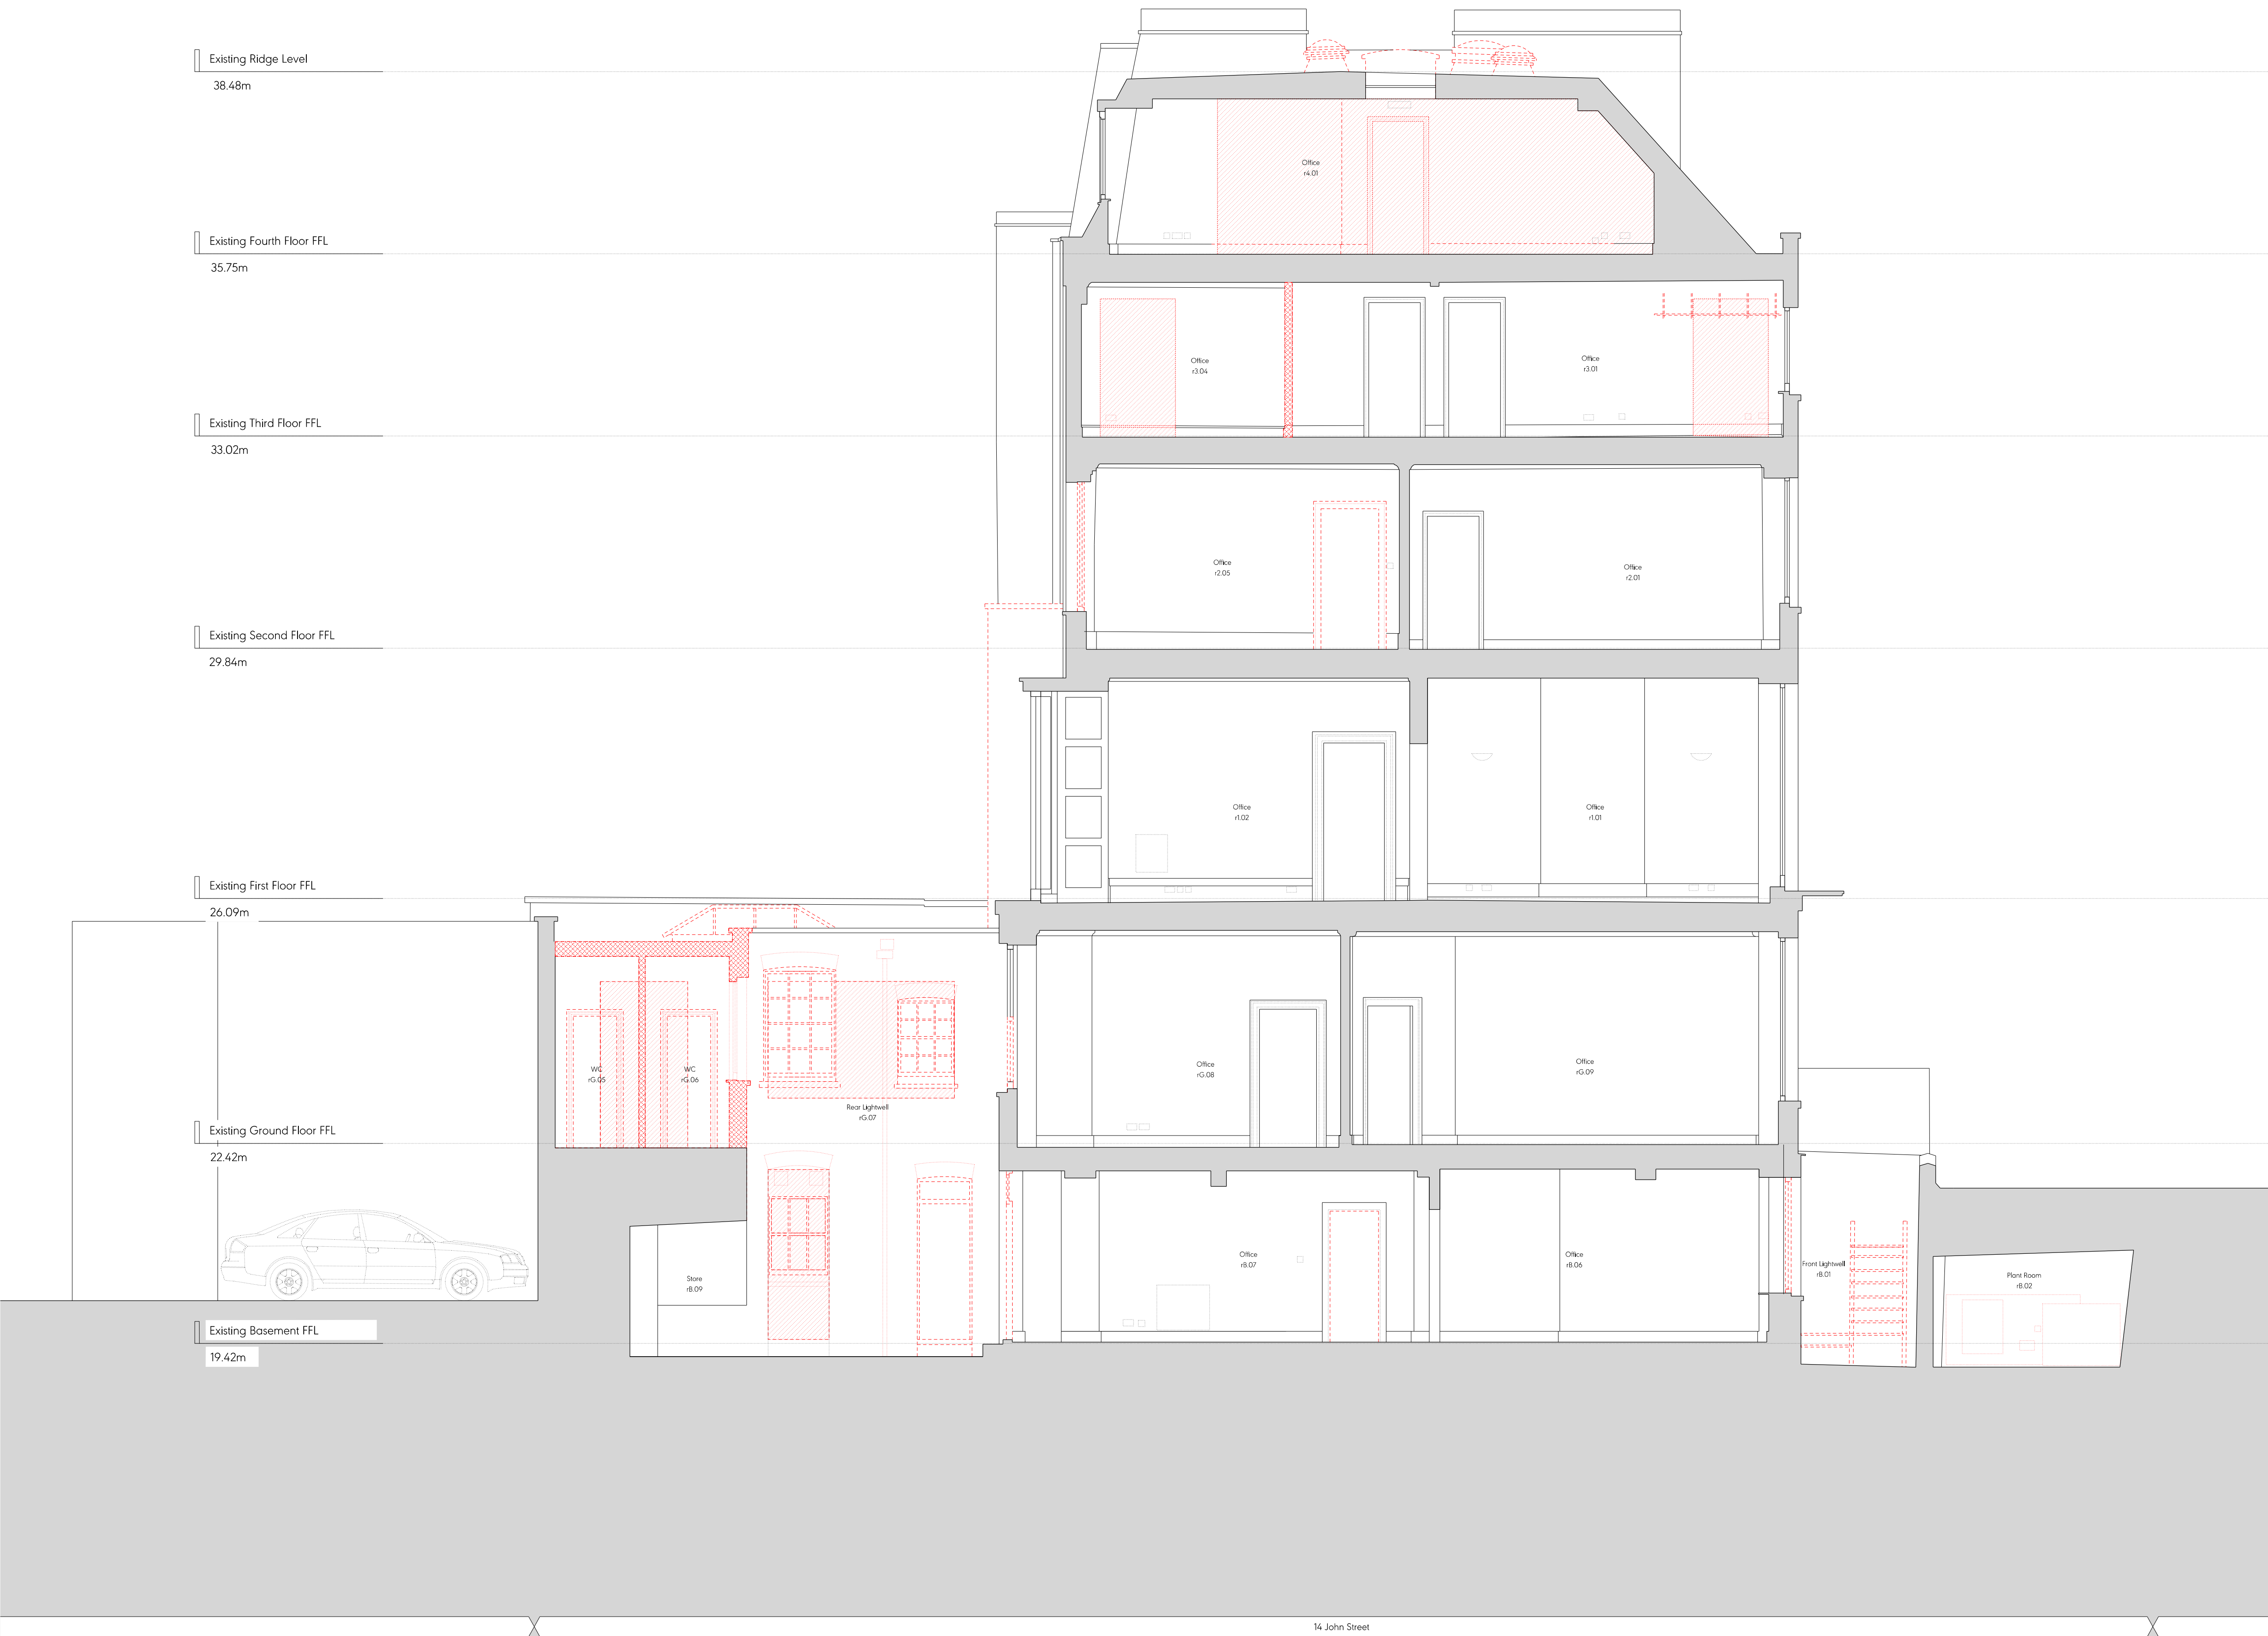 Existing Ridge Level
38.48m
Office
r4.01
Existing Fourth Floor FFL
35.75m
Office
r3.04
Office
r3.01
Existing Third Floor FFL
33.02m
Office
r2.05
Office
r2.01
Existing Second Floor FFL
29.84m
Office
r1.02
Office
r1.01
Existing First Floor FFL
26.09m
WC
rG.05
WC
rG.06
Rear Lightwell
rG.07
Office
rG.08
Office
rG.09
Existing Ground Floor FFL
22.42m
Store
rB.09
Office
rB.07
Office
rB.06
Front Lightwell
rB.01
Plant Room
rB.02
Existing Basement FFL
19.42m
14 John Street